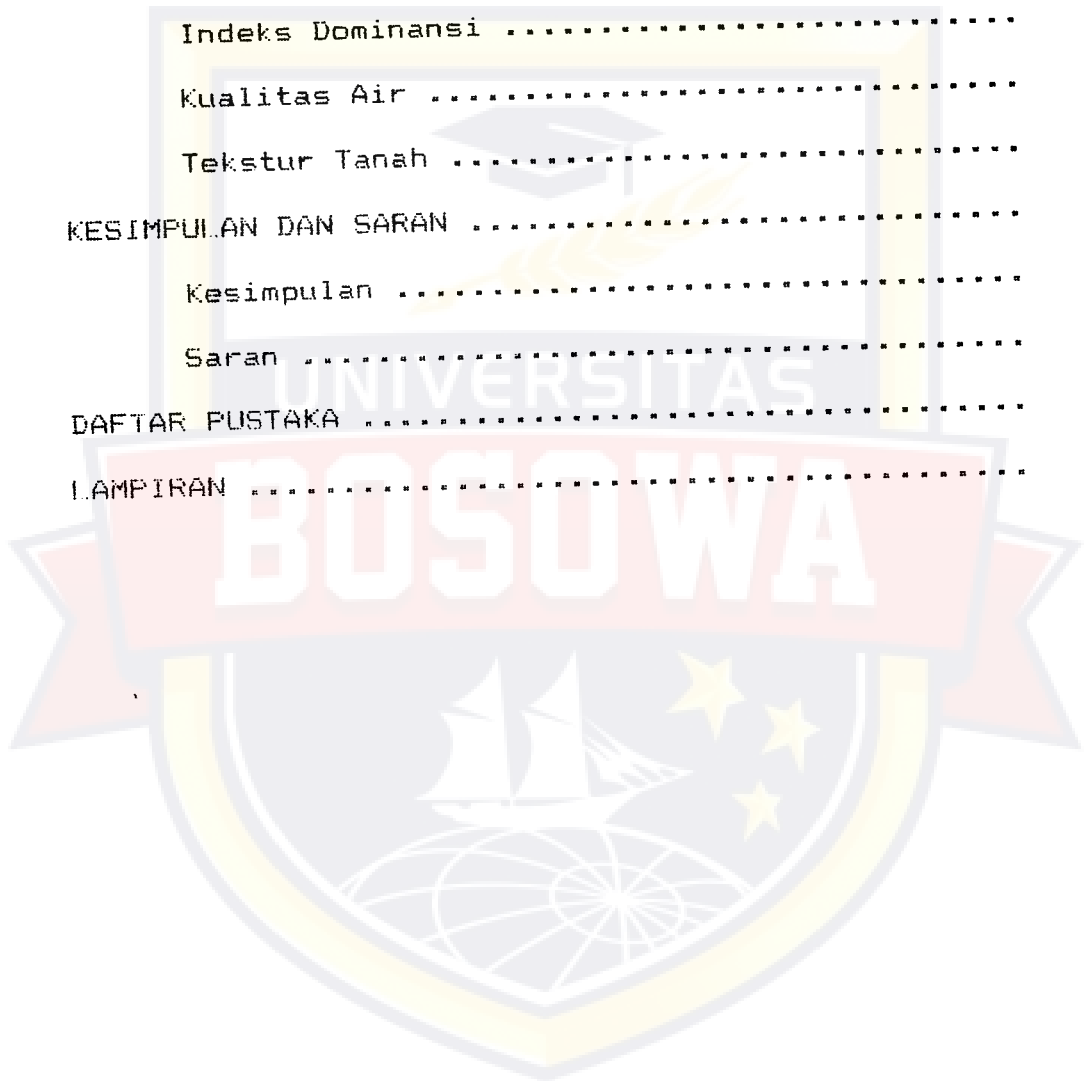 Indeks Dominansi ...........................
Kualitas Air ...............................
Tekstur Tanah ..............................
KESIMPULAN DAN SARAN .............................
Kesimpulan .................................
Saran ......................................
UNIVERSITAS
DAFTAR PUSTAKA ...................................
LAMPIRAN .........................................
BOSOWA